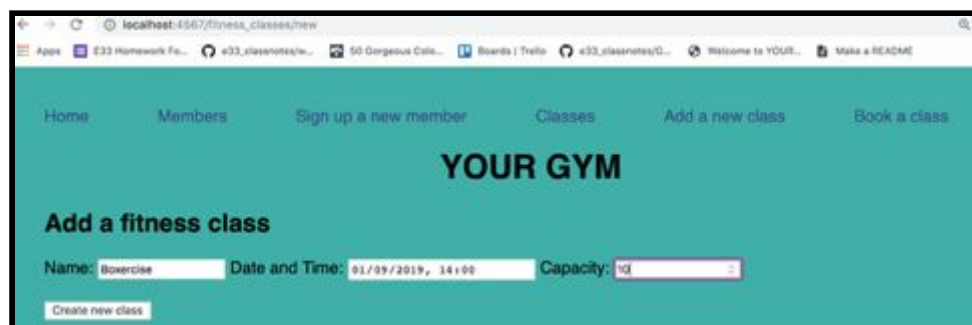 localhost:4567/fitness_classes/new
Apps E33 Homework Fo... e33_classnotes/w... 50 Gorgeous Colo... Boards | Trello e33_classnotes/0... Welcome to YOUR... Make a README
Home Members Sign up a new member Classes Add a new class Book a class
YOUR GYM
Add a fitness class
Name: Boxercise Date and Time: 01/09/2019, 14:00 Capacity: 10
Create new class